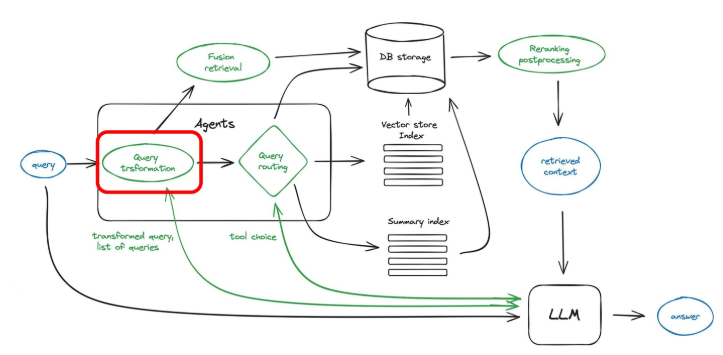 Fusion
retrieval
DB storage
Reranking
postprocessing
Agents
Vector store
Index
query
Query
trsformation
Query
routing
retrieved
context
Summary index
transformed query,
list of queries
tool choice
LLM
answer